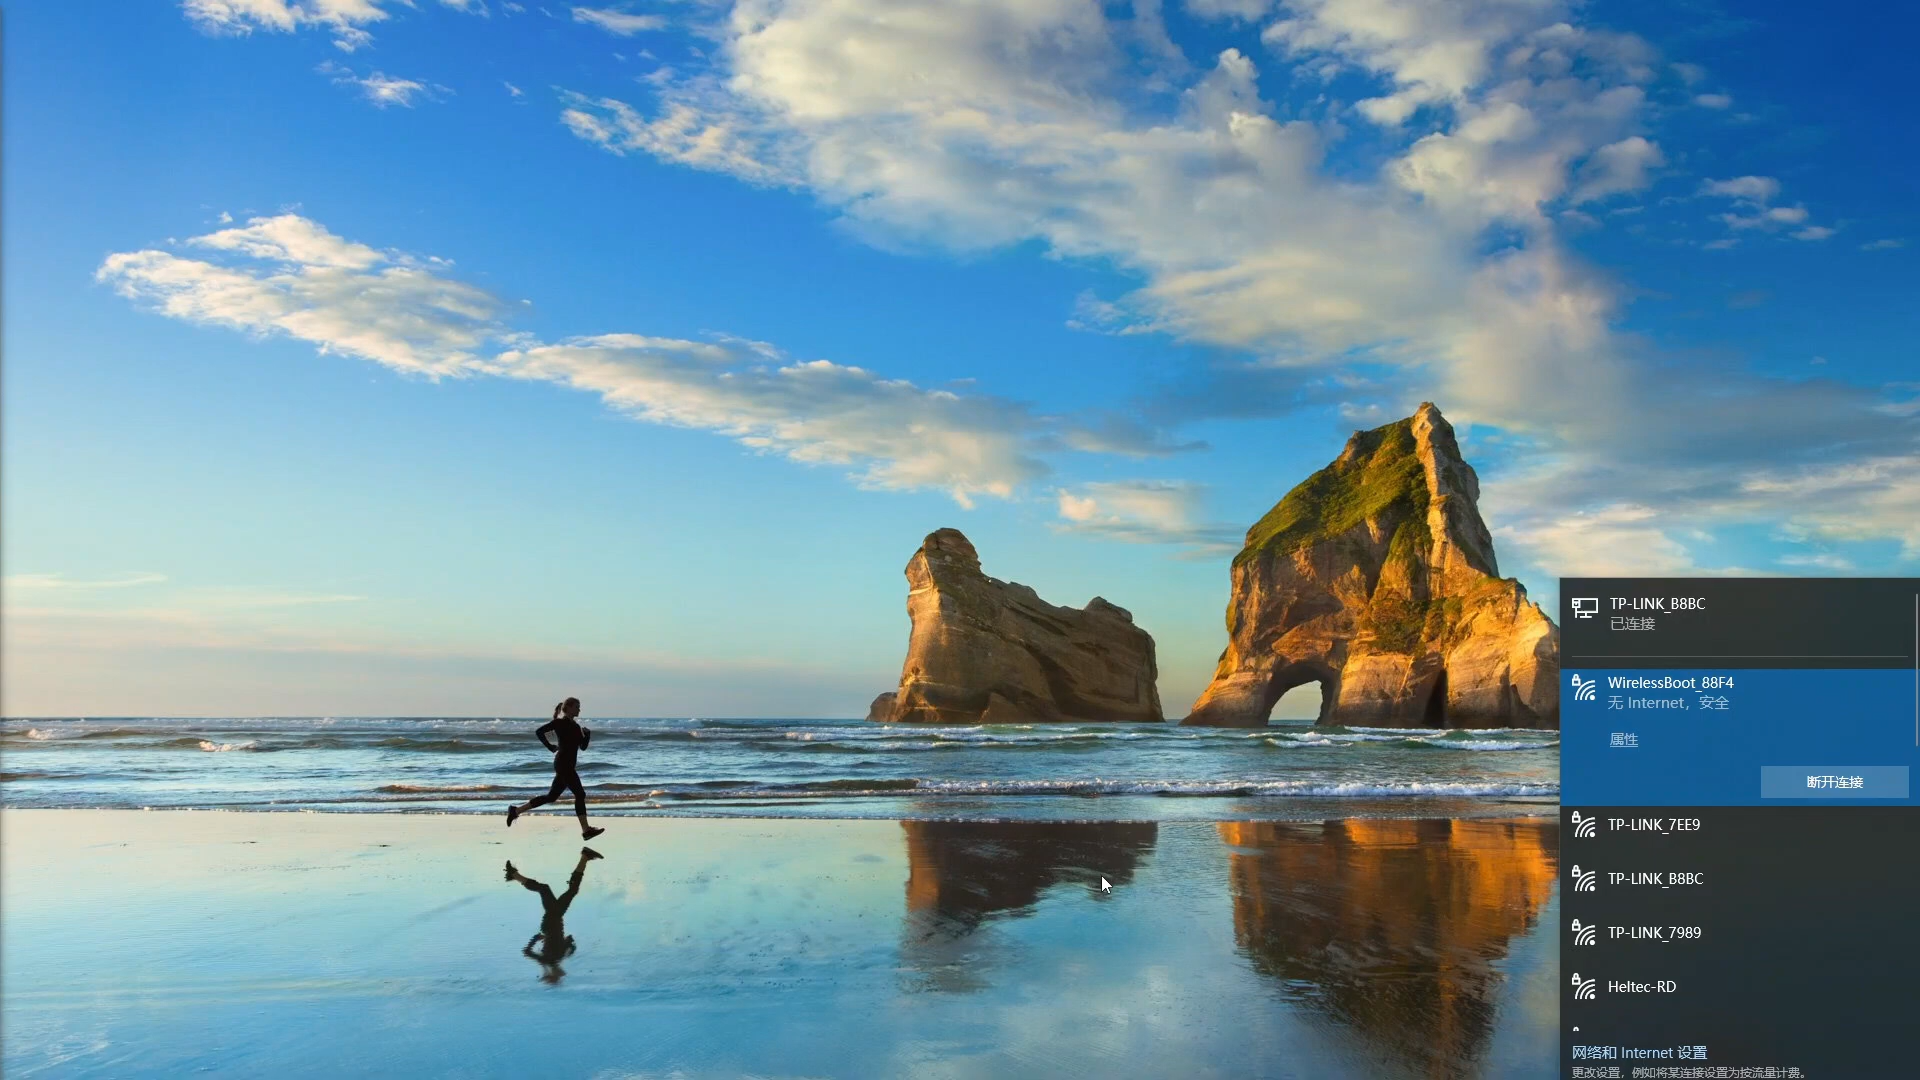 TP-LINK_B8BC
已连接
WirelessBoot_88F4
无 Internet，安全
属性
断开连接
TP-LINK_7EE9
TP-LINK_B8BC
TP-LINK_7989
Heltec-RD
网络和 Internet 设置
更改设置，例如将某连接设置为按流量计费。